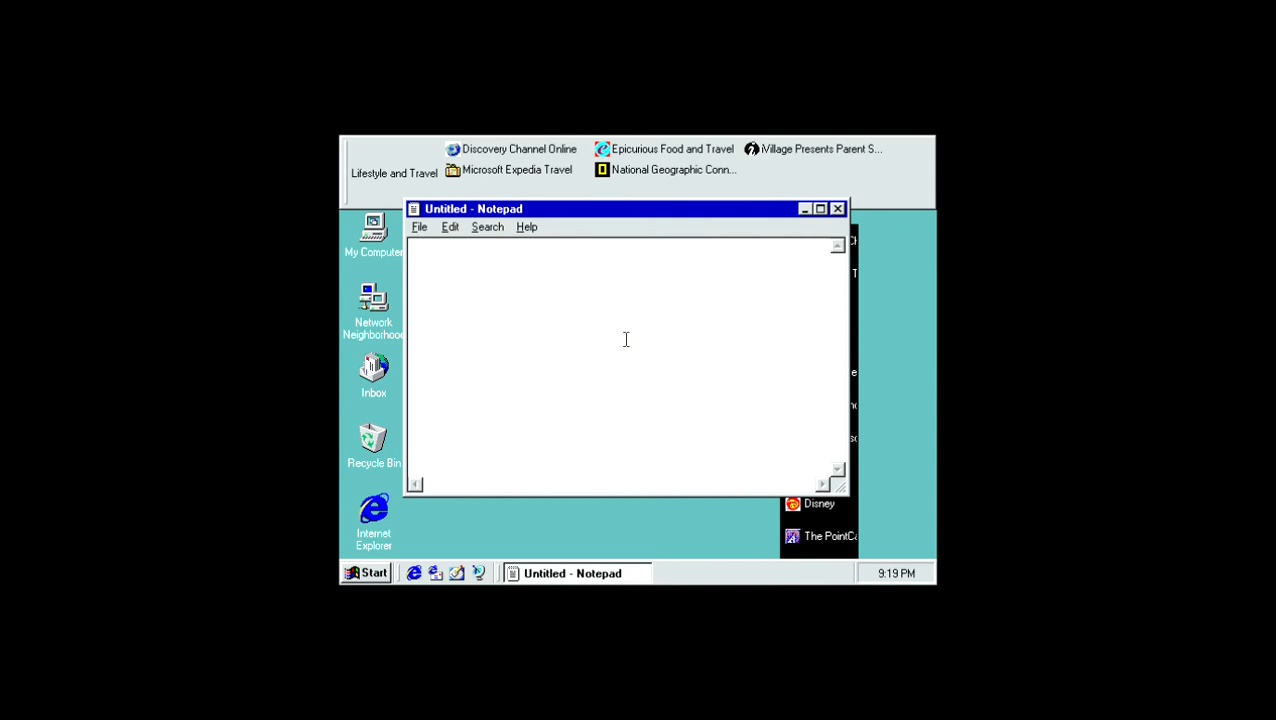 Discovery Channel Online Epicurious Food and Travel iVillage Presents Parent S...
Lifestyle and Travel Microsoft Expedia Travel National Geographic Conn...
Untitled - Notepad
File Edit Search Help
My Computer
Network
Neighborhood
Inbox
Recycle Bin
Disney
Internet
Explorer
The PointCa
Start Untitled - Notepad 9:19 PM